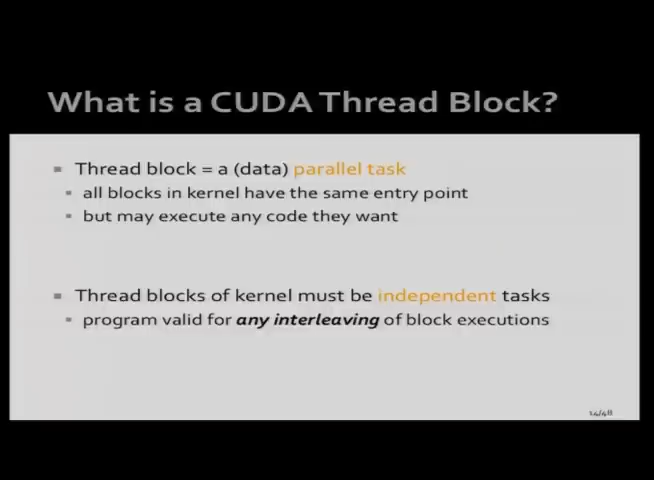 What is a CUDA Thread Block?
Thread block = a (data) parallel task
all blocks in kernel have the same entry point
but may execute any code they want
Thread blocks of kernel must be independent tasks
program valid for any interleaving of block executions
14/48